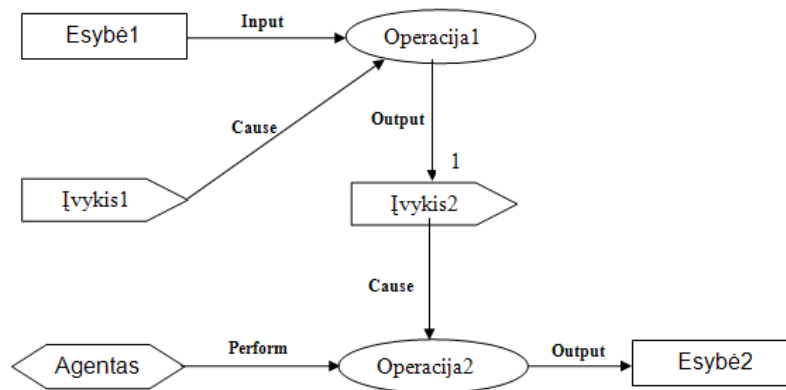 Esybė1
Input
Operacija1
Cause
Output
1
Įvykis1
Įvykis2
Cause
Agentas
Perform
Operacija2
Output
Esybė2